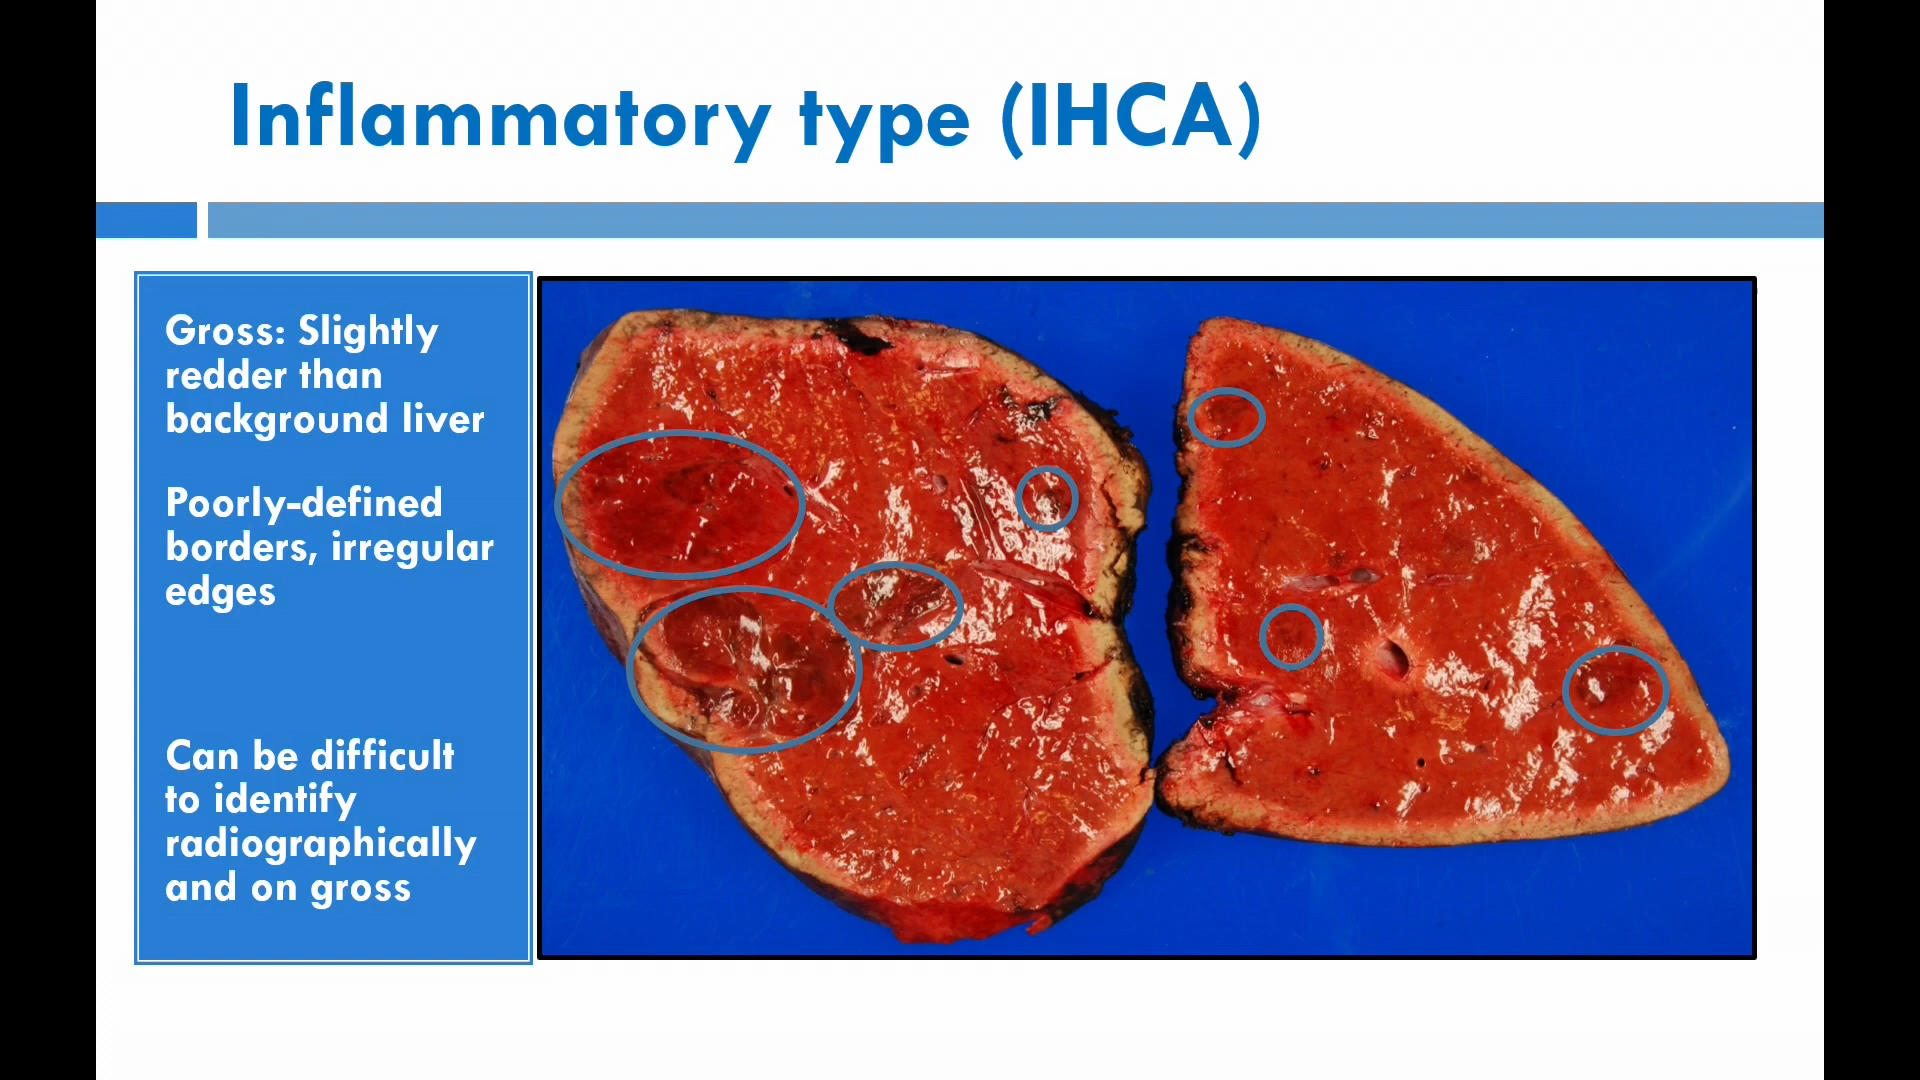 Inflammatory type (IHCA)
Gross: Slightly
redder than
background liver
Poorly-defined
borders, irregular
edges
Can be difficult
to identify
radiographically
and on gross